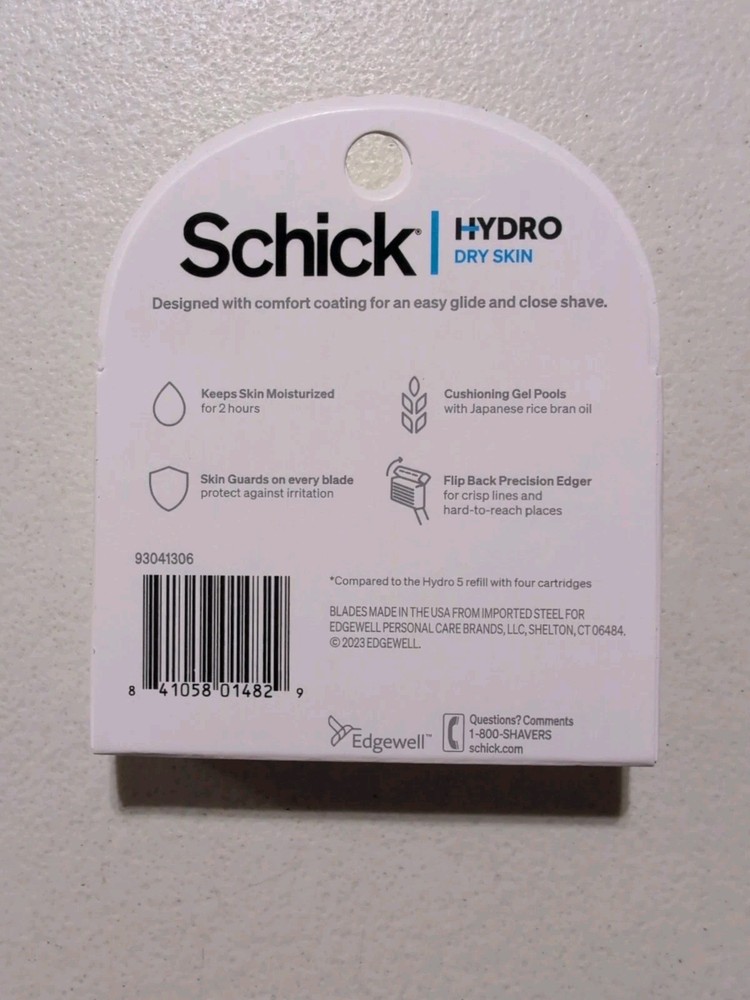 Schick® | HYDRO
DRY SKIN
Designed with comfort coating for an easy glide and close shave.
Keeps Skin Moisturized
for 2 hours
Cushioning Gel Pools
with Japanese rice bran oil
Skin Guards on every blade
protect against irritation
Flip Back Precision Edger
for crisp lines and
hard-to-reach places
93041306
8 41058 01482 9
*Compared to the Hydro 5 refill with four cartridges
BLADES MADE IN THE USA FROM IMPORTED STEEL FOR
EDGEWELL PERSONAL CARE BRANDS, LLC, SHELTON, CT 06484.
© 2023 EDGEWELL.
Edgewell™
Questions? Comments
1-800-SHAVERS
schick.com